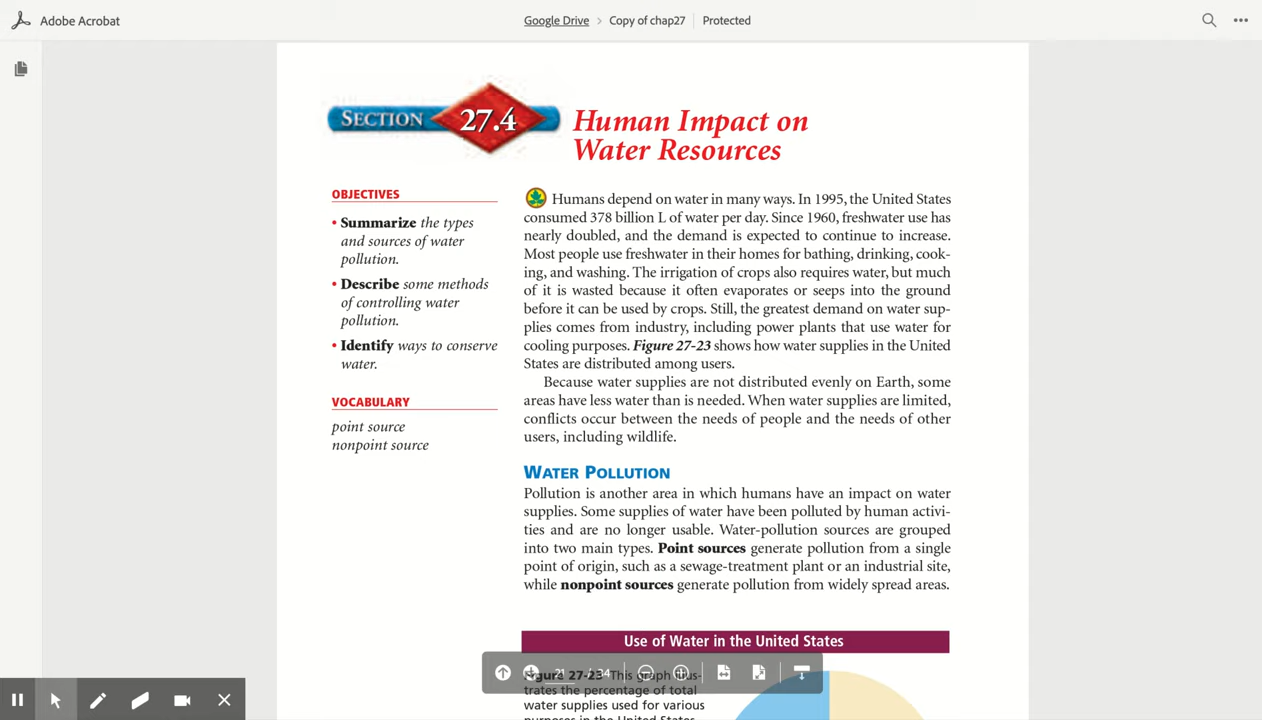 Adobe Acrobat
Google Drive › Copy of chap27 Protected
SECTION 27.4
Human Impact on
Water Resources
OBJECTIVES
• Summarize the types
and sources of water
pollution.
• Describe some methods
of controlling water
pollution.
• Identify ways to conserve
water.
VOCABULARY
point source
nonpoint source
Humans depend on water in many ways. In 1995, the United States
consumed 378 billion L of water per day. Since 1960, freshwater use has
nearly doubled, and the demand is expected to continue to increase.
Most people use freshwater in their homes for bathing, drinking, cook-
ing, and washing. The irrigation of crops also requires water, but much
of it is wasted because it often evaporates or seeps into the ground
before it can be used by crops. Still, the greatest demand on water sup-
plies comes from industry, including power plants that use water for
cooling purposes. Figure 27-23 shows how water supplies in the United
States are distributed among users.
Because water supplies are not distributed evenly on Earth, some
areas have less water than is needed. When water supplies are limited,
conflicts occur between the needs of people and the needs of other
users, including wildlife.
WATER POLLUTION
Pollution is another area in which humans have an impact on water
supplies. Some supplies of water have been polluted by human activi-
ties and are no longer usable. Water-pollution sources are grouped
into two main types. Point sources generate pollution from a single
point of origin, such as a sewage-treatment plant or an industrial site,
while nonpoint sources generate pollution from widely spread areas.
Use of Water in the United States
21 / 34
Figure 27-23 This graph illus-
trates the percentage of total
water supplies used for various
purposes in the United States.